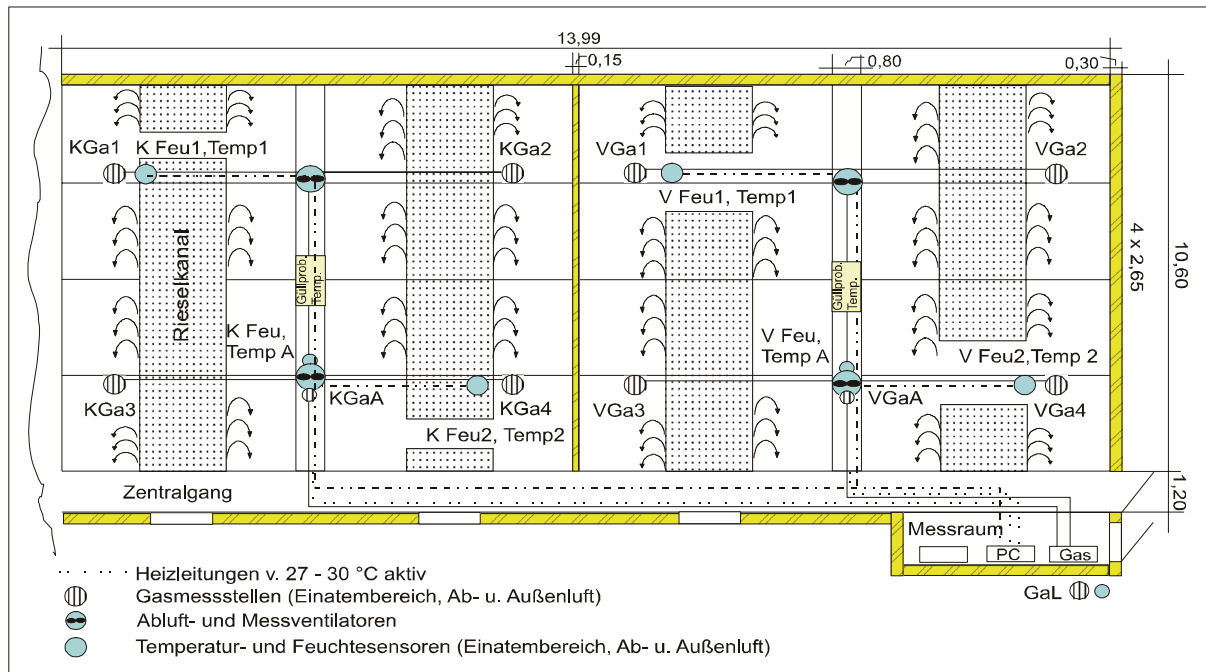 13,99
0,15
0,80
0,30
KGa1
K Feu1,Temp1
KGa2
VGa1
V Feu1, Temp1
VGa2
Rieselkanal
Güllprob.
Temp.
Güllprob.
Temp.
4 x 2,65
10,60
K Feu,
Temp A
V Feu,
Temp A
V Feu2,Temp 2
KGa3
KGaA
KGa4
VGa3
VGaA
VGa4
K Feu2, Temp2
Zentralgang
1,20
Messraum
PC
Gas
GaL
Heizleitungen v. 27 - 30 °C aktiv
Gasmessstellen (Einatembereich, Ab- u. Außenluft)
Abluft- und Messventilatoren
Temperatur- und Feuchtesensoren (Einatembereich, Ab- u. Außenluft)